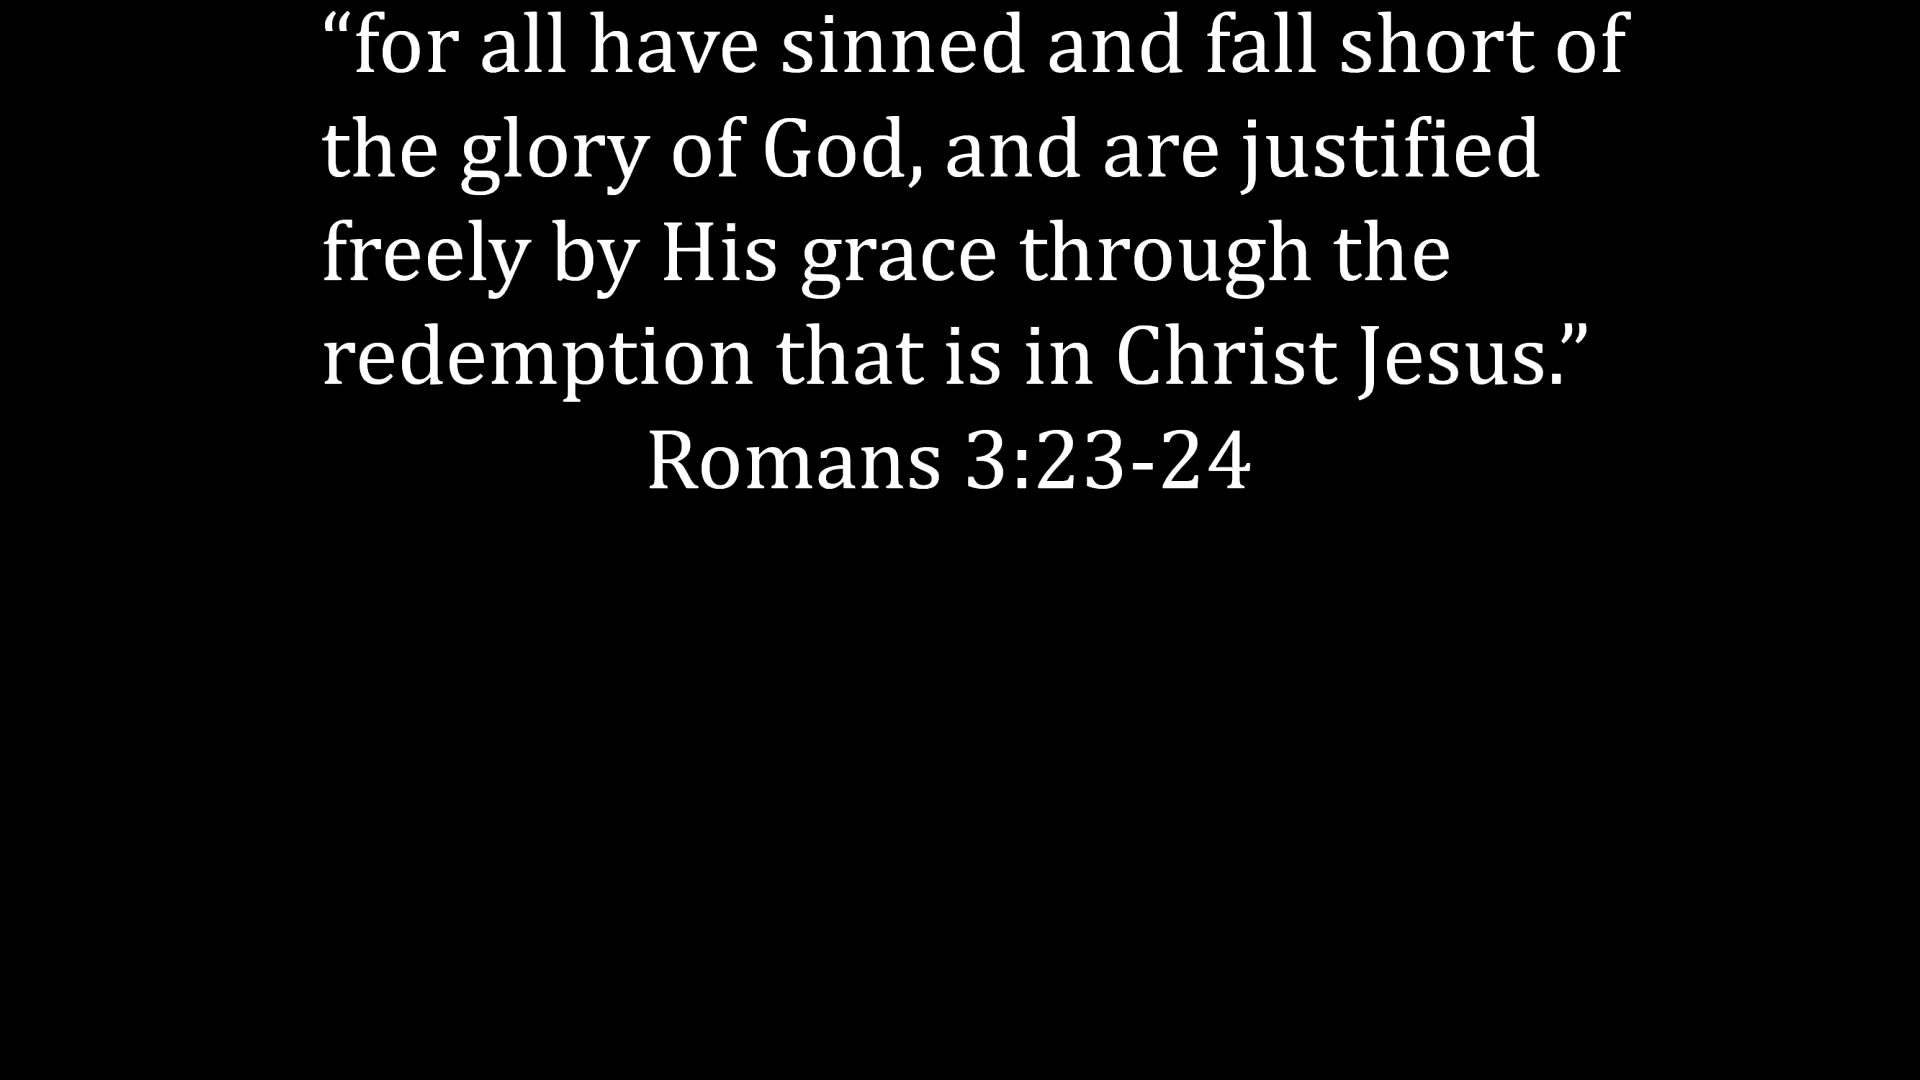 “for all have sinned and fall short of
the glory of God, and are justified
freely by His grace through the
redemption that is in Christ Jesus.”
Romans 3:23-24